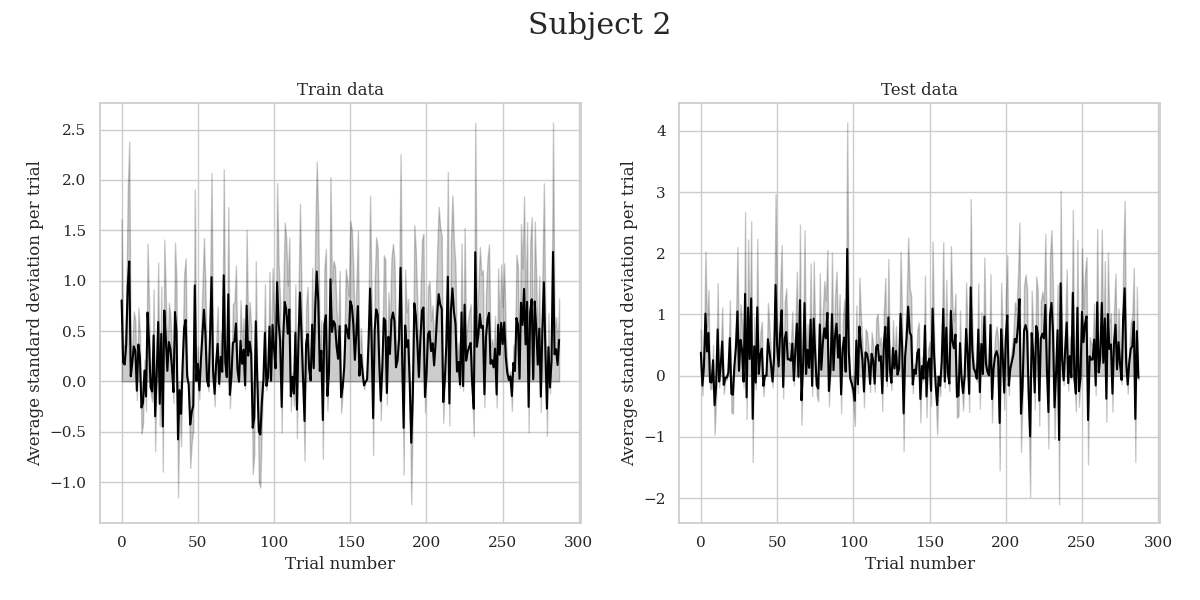 Subject 2
Train data
Average standard deviation per trial
2.5
2.0
1.5
1.0
0.5
0.0
−0.5
−1.0
0 50 100 150 200 250 300
Trial number
Test data
Average standard deviation per trial
4
3
2
1
0
−1
−2
0 50 100 150 200 250 300
Trial number